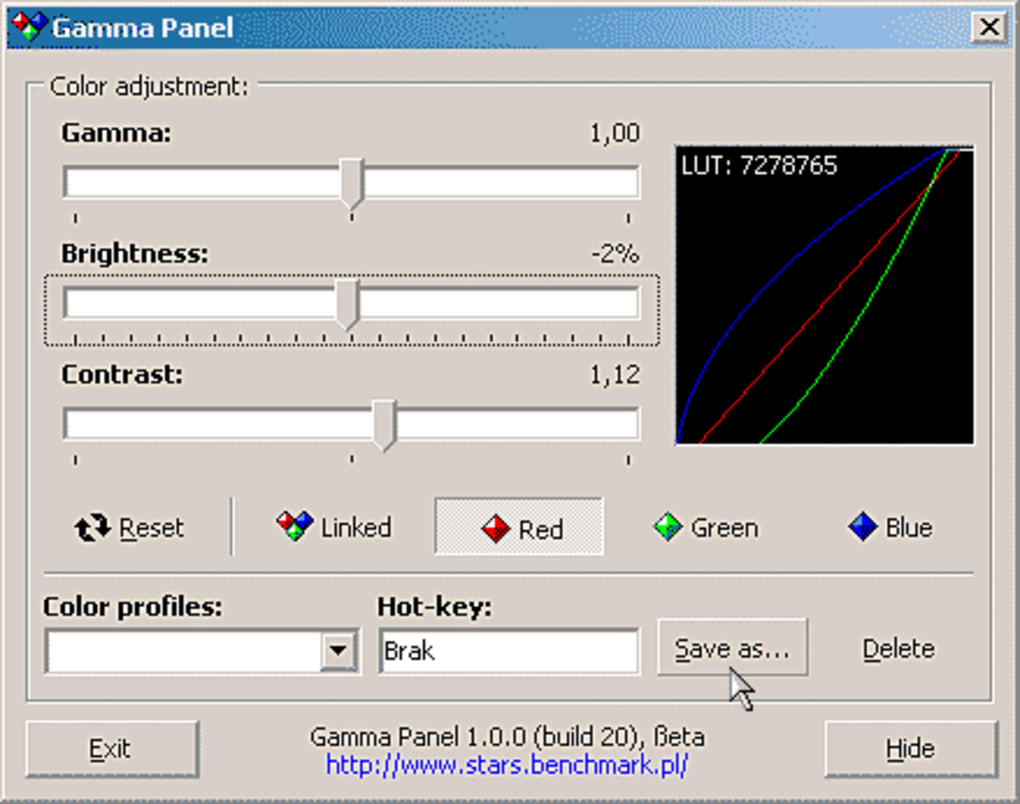 Gamma Panel
Color adjustment:
Gamma: 1,00
LUT: 7278765
Brightness: -2%
Contrast: 1,12
Reset Linked Red Green Blue
Color profiles: Hot-key:
Brak Save as... Delete
Exit Gamma Panel 1.0.0 (build 20), ßeta Hide
http://www.stars.benchmark.pl/